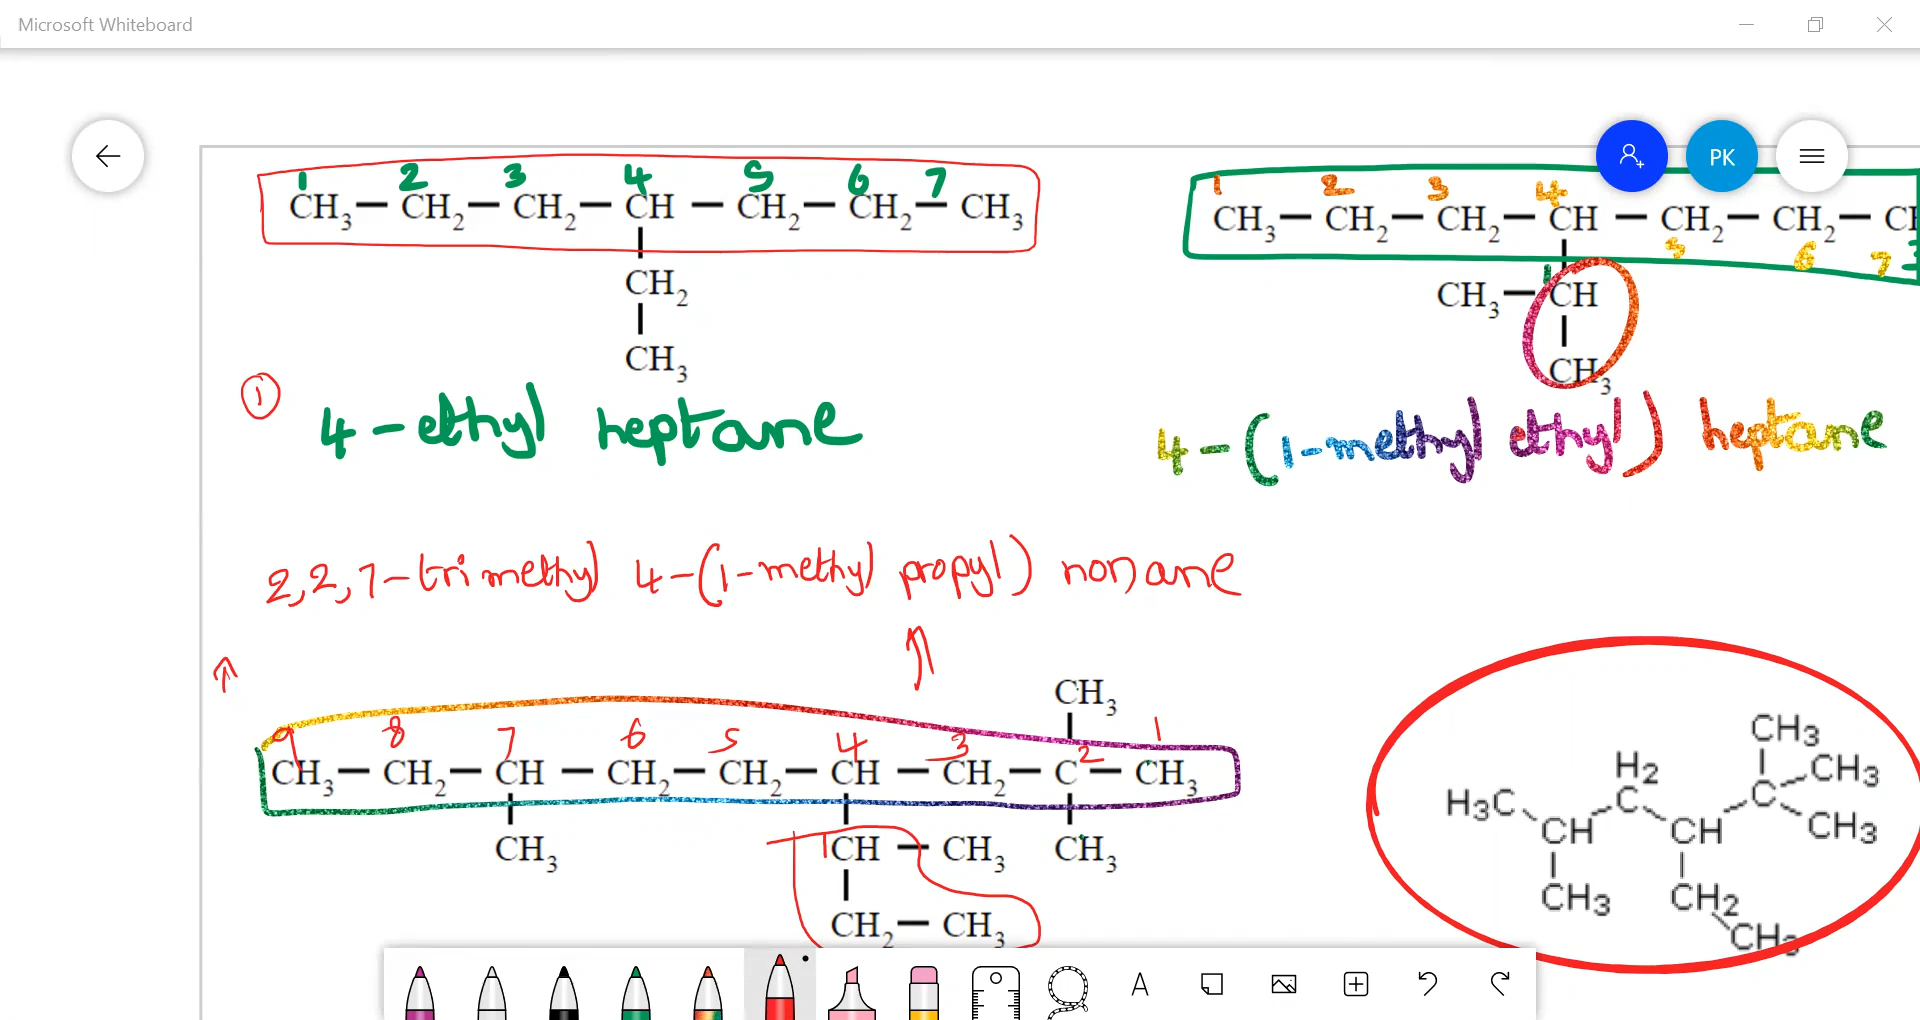 Microsoft Whiteboard
PK
1 2 3 4 5 6 7
CH₃—CH₂—CH₂—CH—CH₂—CH₂—CH₃
CH₂
CH₃
① 4-ethyl heptane
1 2 3 4
CH₃—CH₂—CH₂—CH—CH₂—CH₂—
5 6 7
1
CH₃—CH
CH₃
4-(1-methyl ethyl) heptane
2,2,7-trimethyl 4-(1-methyl propyl) nonane
CH₃
9 8 7 6 5 4 3 2 1
CH₃—CH₂—CH—CH₂—CH₂—CH—CH₂—C—CH₃
CH₃ 1CH—CH₃ CH₃
CH₂—CH₃
CH₃
H₂ CH₃
H₃C C C
CH CH CH₃
CH₃ CH₂
CH₃
A